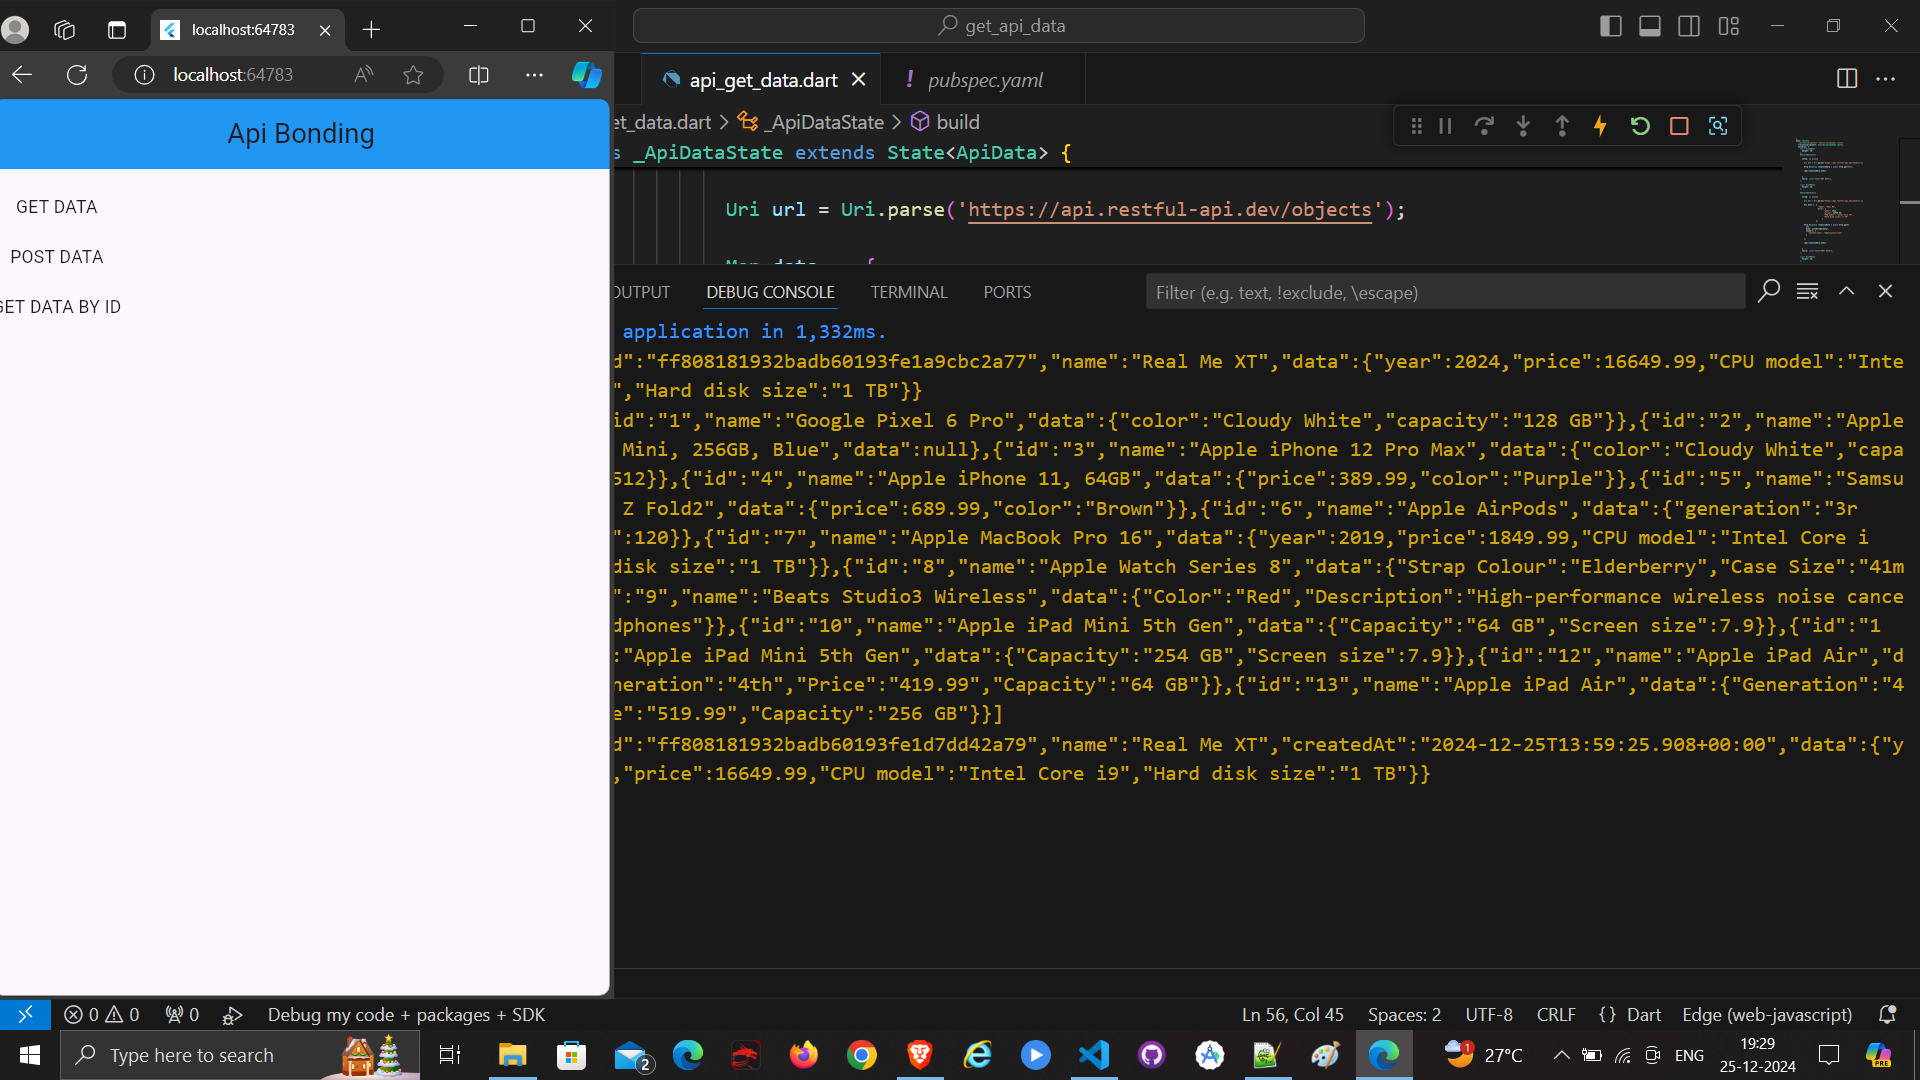 localhost:64783
localhost:64783
Api Bonding
GET DATA
POST DATA
GET DATA BY ID
get_api_data
api_get_data.dart
! pubspec.yaml
et_data.dart > _ApiDataState > build
s _ApiDataState extends State<ApiData> {
Uri url = Uri.parse('https://api.restful-api.dev/objects');
OUTPUT
DEBUG CONSOLE
TERMINAL
PORTS
Filter (e.g. text, !exclude, \escape)
application in 1,332ms.
d":"ff808181932badb60193fe1a9cbc2a77","name":"Real Me XT","data":{"year":2024,"price":16649.99,"CPU model":"Inte
","Hard disk size":"1 TB"}}
id":"1","name":"Google Pixel 6 Pro","data":{"color":"Cloudy White","capacity":"128 GB"}},{"id":"2","name":"Apple
Mini, 256GB, Blue","data":null},{"id":"3","name":"Apple iPhone 12 Pro Max","data":{"color":"Cloudy White","capa
512}},{"id":"4","name":"Apple iPhone 11, 64GB","data":{"price":389.99,"color":"Purple"}},{"id":"5","name":"Samsu
Z Fold2","data":{"price":689.99,"color":"Brown"}},{"id":"6","name":"Apple AirPods","data":{"generation":"3r
":120}},{"id":"7","name":"Apple MacBook Pro 16","data":{"year":2019,"price":1849.99,"CPU model":"Intel Core i
disk size":"1 TB"}},{"id":"8","name":"Apple Watch Series 8","data":{"Strap Colour":"Elderberry","Case Size":"41m
:"9","name":"Beats Studio3 Wireless","data":{"Color":"Red","Description":"High-performance wireless noise cance
dphones"}},{"id":"10","name":"Apple iPad Mini 5th Gen","data":{"Capacity":"64 GB","Screen size":7.9}},{"id":"1
:"Apple iPad Mini 5th Gen","data":{"Capacity":"254 GB","Screen size":7.9}},{"id":"12","name":"Apple iPad Air","d
neration":"4th","Price":"419.99","Capacity":"64 GB"}},{"id":"13","name":"Apple iPad Air","data":{"Generation":"4
e":"519.99","Capacity":"256 GB"}}]
d":"ff808181932badb60193fe1d7dd42a79","name":"Real Me XT","createdAt":"2024-12-25T13:59:25.908+00:00","data":{"y
,"price":16649.99,"CPU model":"Intel Core i9","Hard disk size":"1 TB"}}
0 0 0 Debug my code + packages + SDK
Ln 56, Col 45 Spaces: 2 UTF-8 CRLF {} Dart Edge (web-javascript)
Type here to search
2
1
27°C
ENG
19:29
25-12-2024
PRE